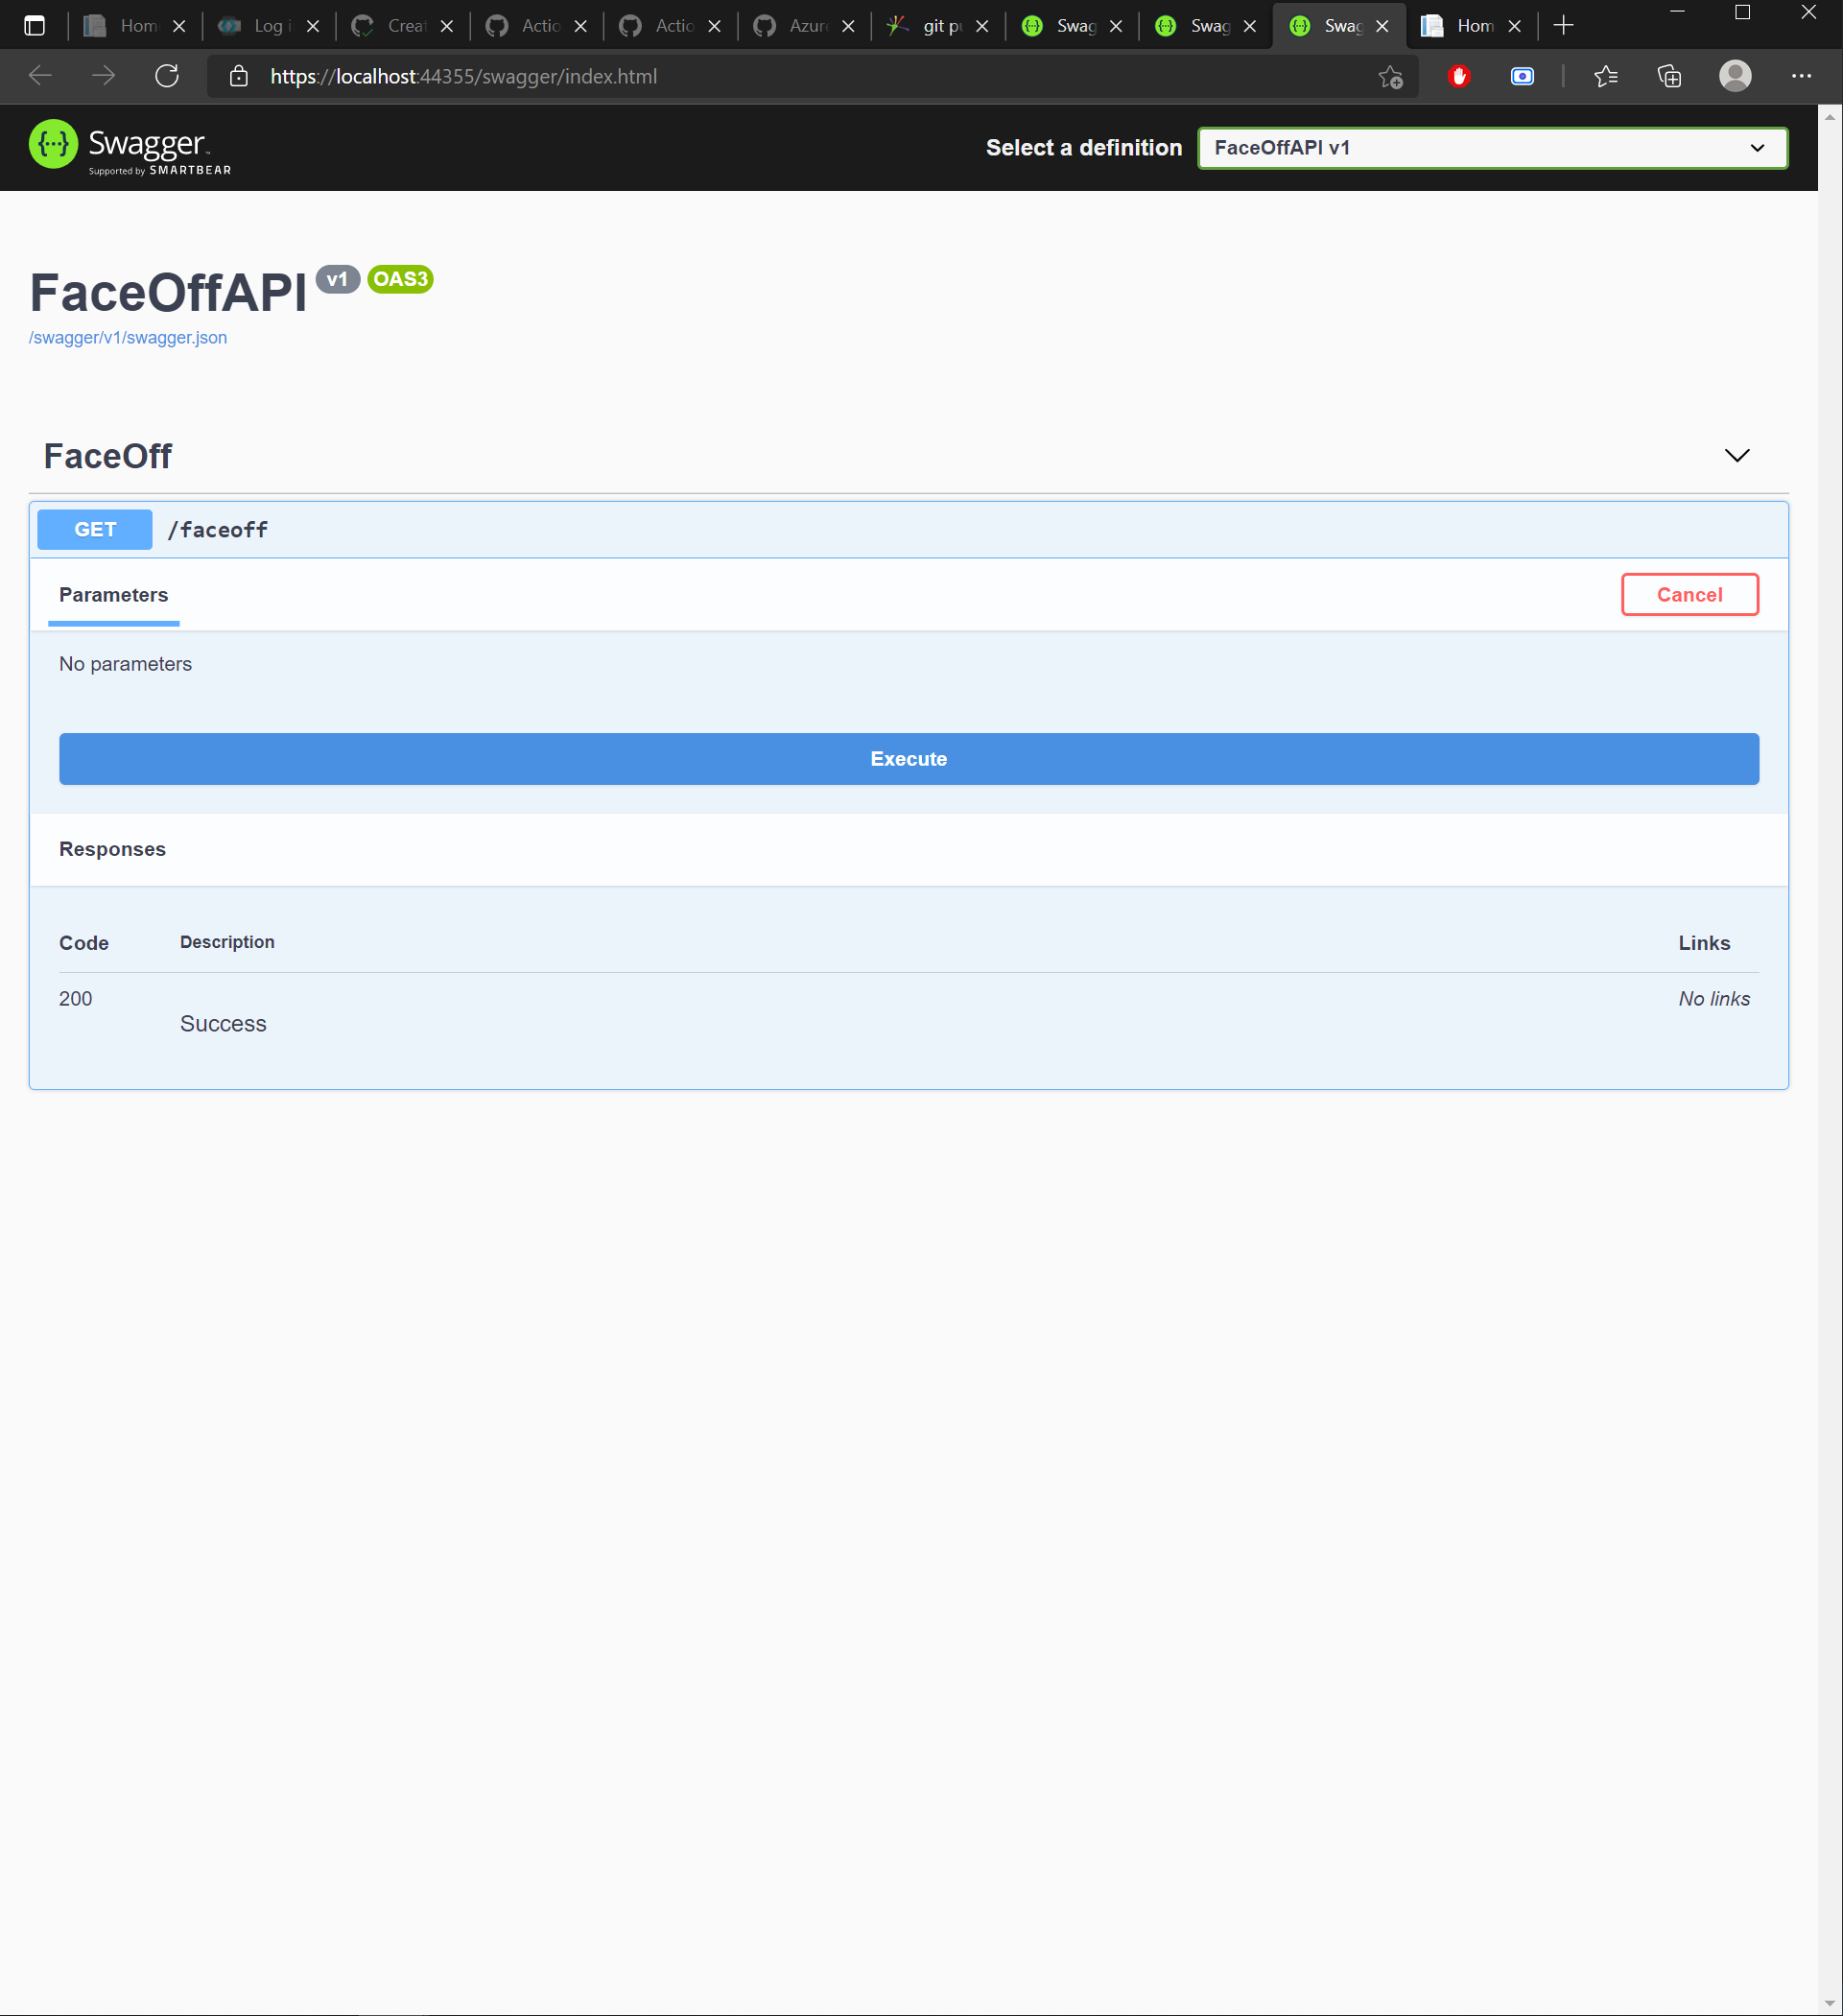 Hom Log i Creat Actio Actio Azure git pu Swag Swag Swag Hom
https://localhost:44355/swagger/index.html
{···} Swagger™
Supported by SMARTBEAR
Select a definition FaceOffAPI v1
FaceOffAPI v1 OAS3
/swagger/v1/swagger.json
FaceOff
GET /faceoff
Parameters Cancel
No parameters
Execute
Responses
Code Description Links
200 No links
Success